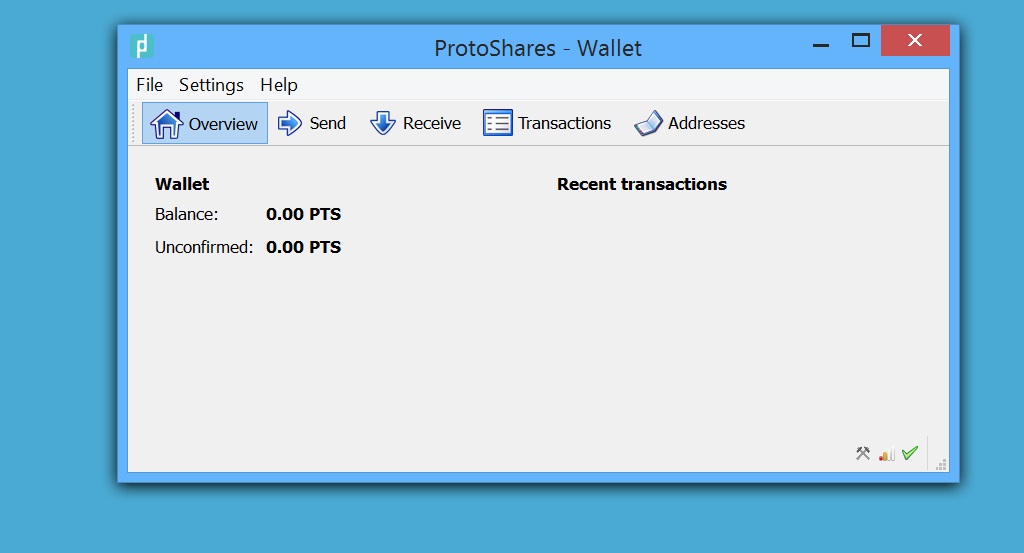 ProtoShares - Wallet
File Settings Help
Overview Send Receive Transactions Addresses
Wallet
Balance: 0.00 PTS
Unconfirmed: 0.00 PTS
Recent transactions